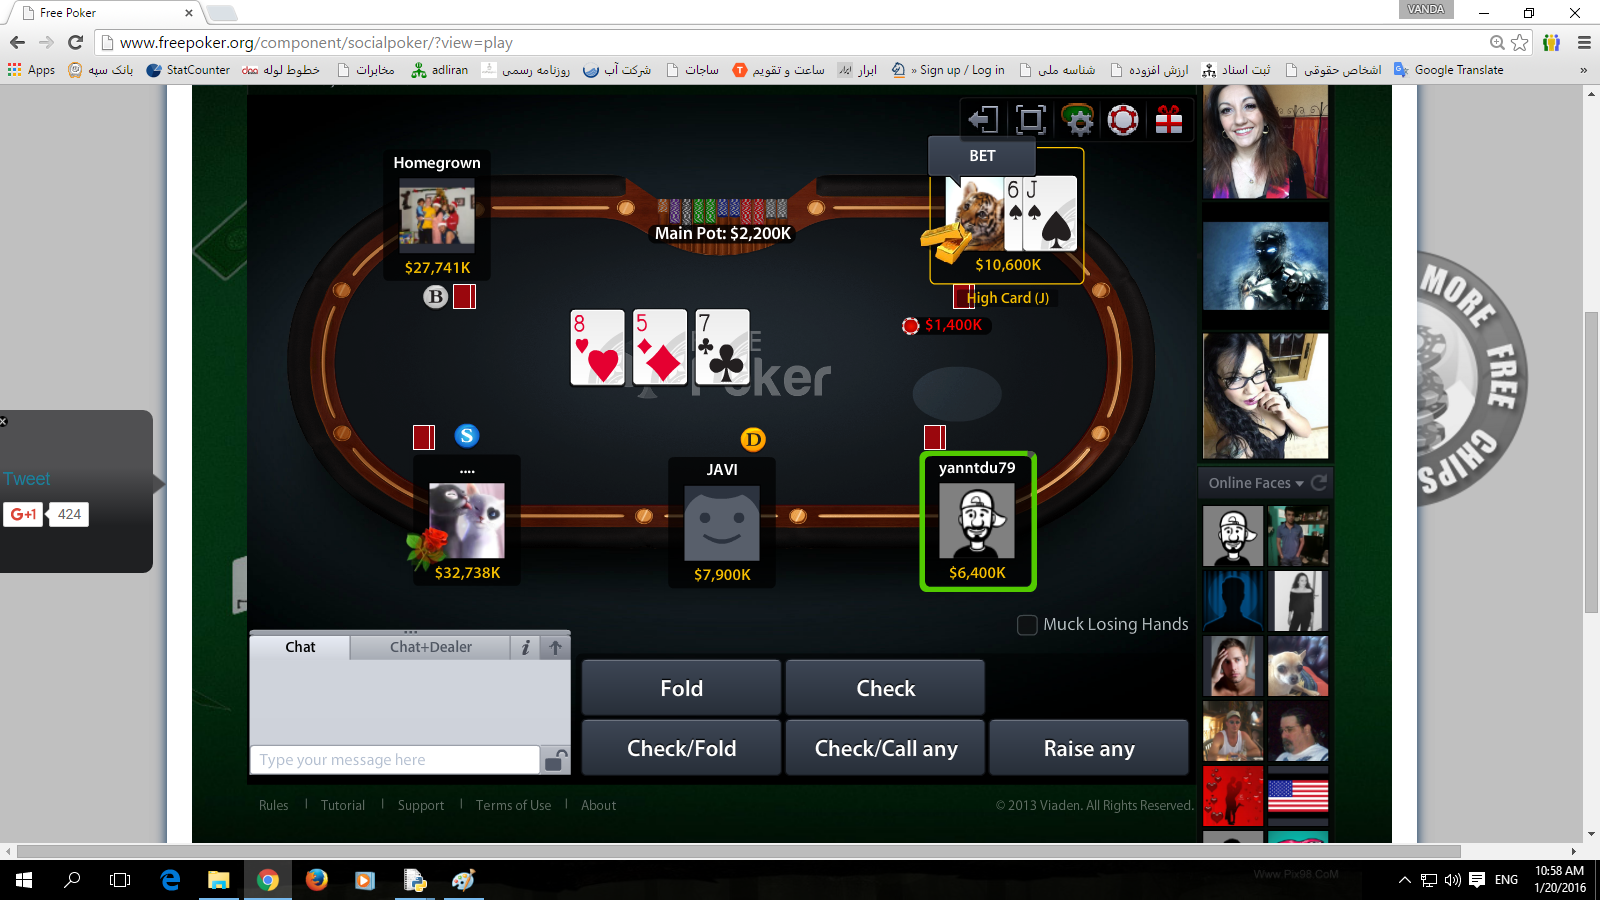 Free Poker
VANDA
www.freepoker.org/component/socialpoker/?view=play
Apps
بانک سپه
StatCounter
خطوط لوله
مخابرات
adliran
روزنامه رسمی
شرکت آب
ساجات
ساعت و تقویم
ابزار
« Sign up / Log in
شناسه ملی
ارزش افزوده
ثبت اسناد
اشخاص حقوقی
Google Translate
»
BET
Homegrown
$27,741K
B
Main Pot: $2,200K
6 J
$10,600K
High Card (J)
$1,400K
8 5 7
Poker
S
D
....
$32,738K
JAVI
$7,900K
yanntdu79
$6,400K
Muck Losing Hands
Chat
Chat+Dealer
i
Type your message here
Fold
Check
Check/Fold
Check/Call any
Raise any
Rules | Tutorial | Support | Terms of Use | About
© 2013 Viaden. All Rights Reserved.
Online Faces
MORE FREE CHIPS
Tweet
G+1
424
Www.Pix98.CoM
ENG
10:58 AM
1/20/2016